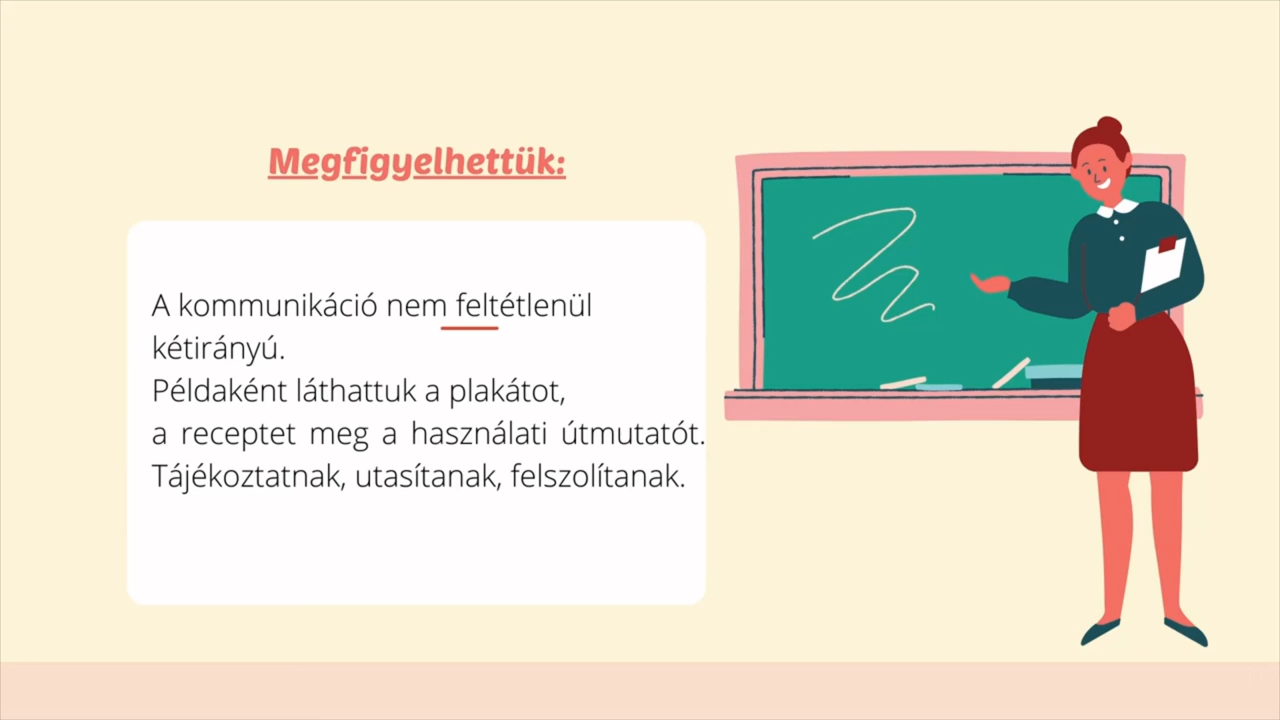 Megfigyelhettük:
A kommunikáció nem feltétlenül
kétirányú.
Példaként láthattuk a plakátot,
a receptet meg a használati útmutatót.
Tájékoztatnak, utasítanak, felszolítanak.